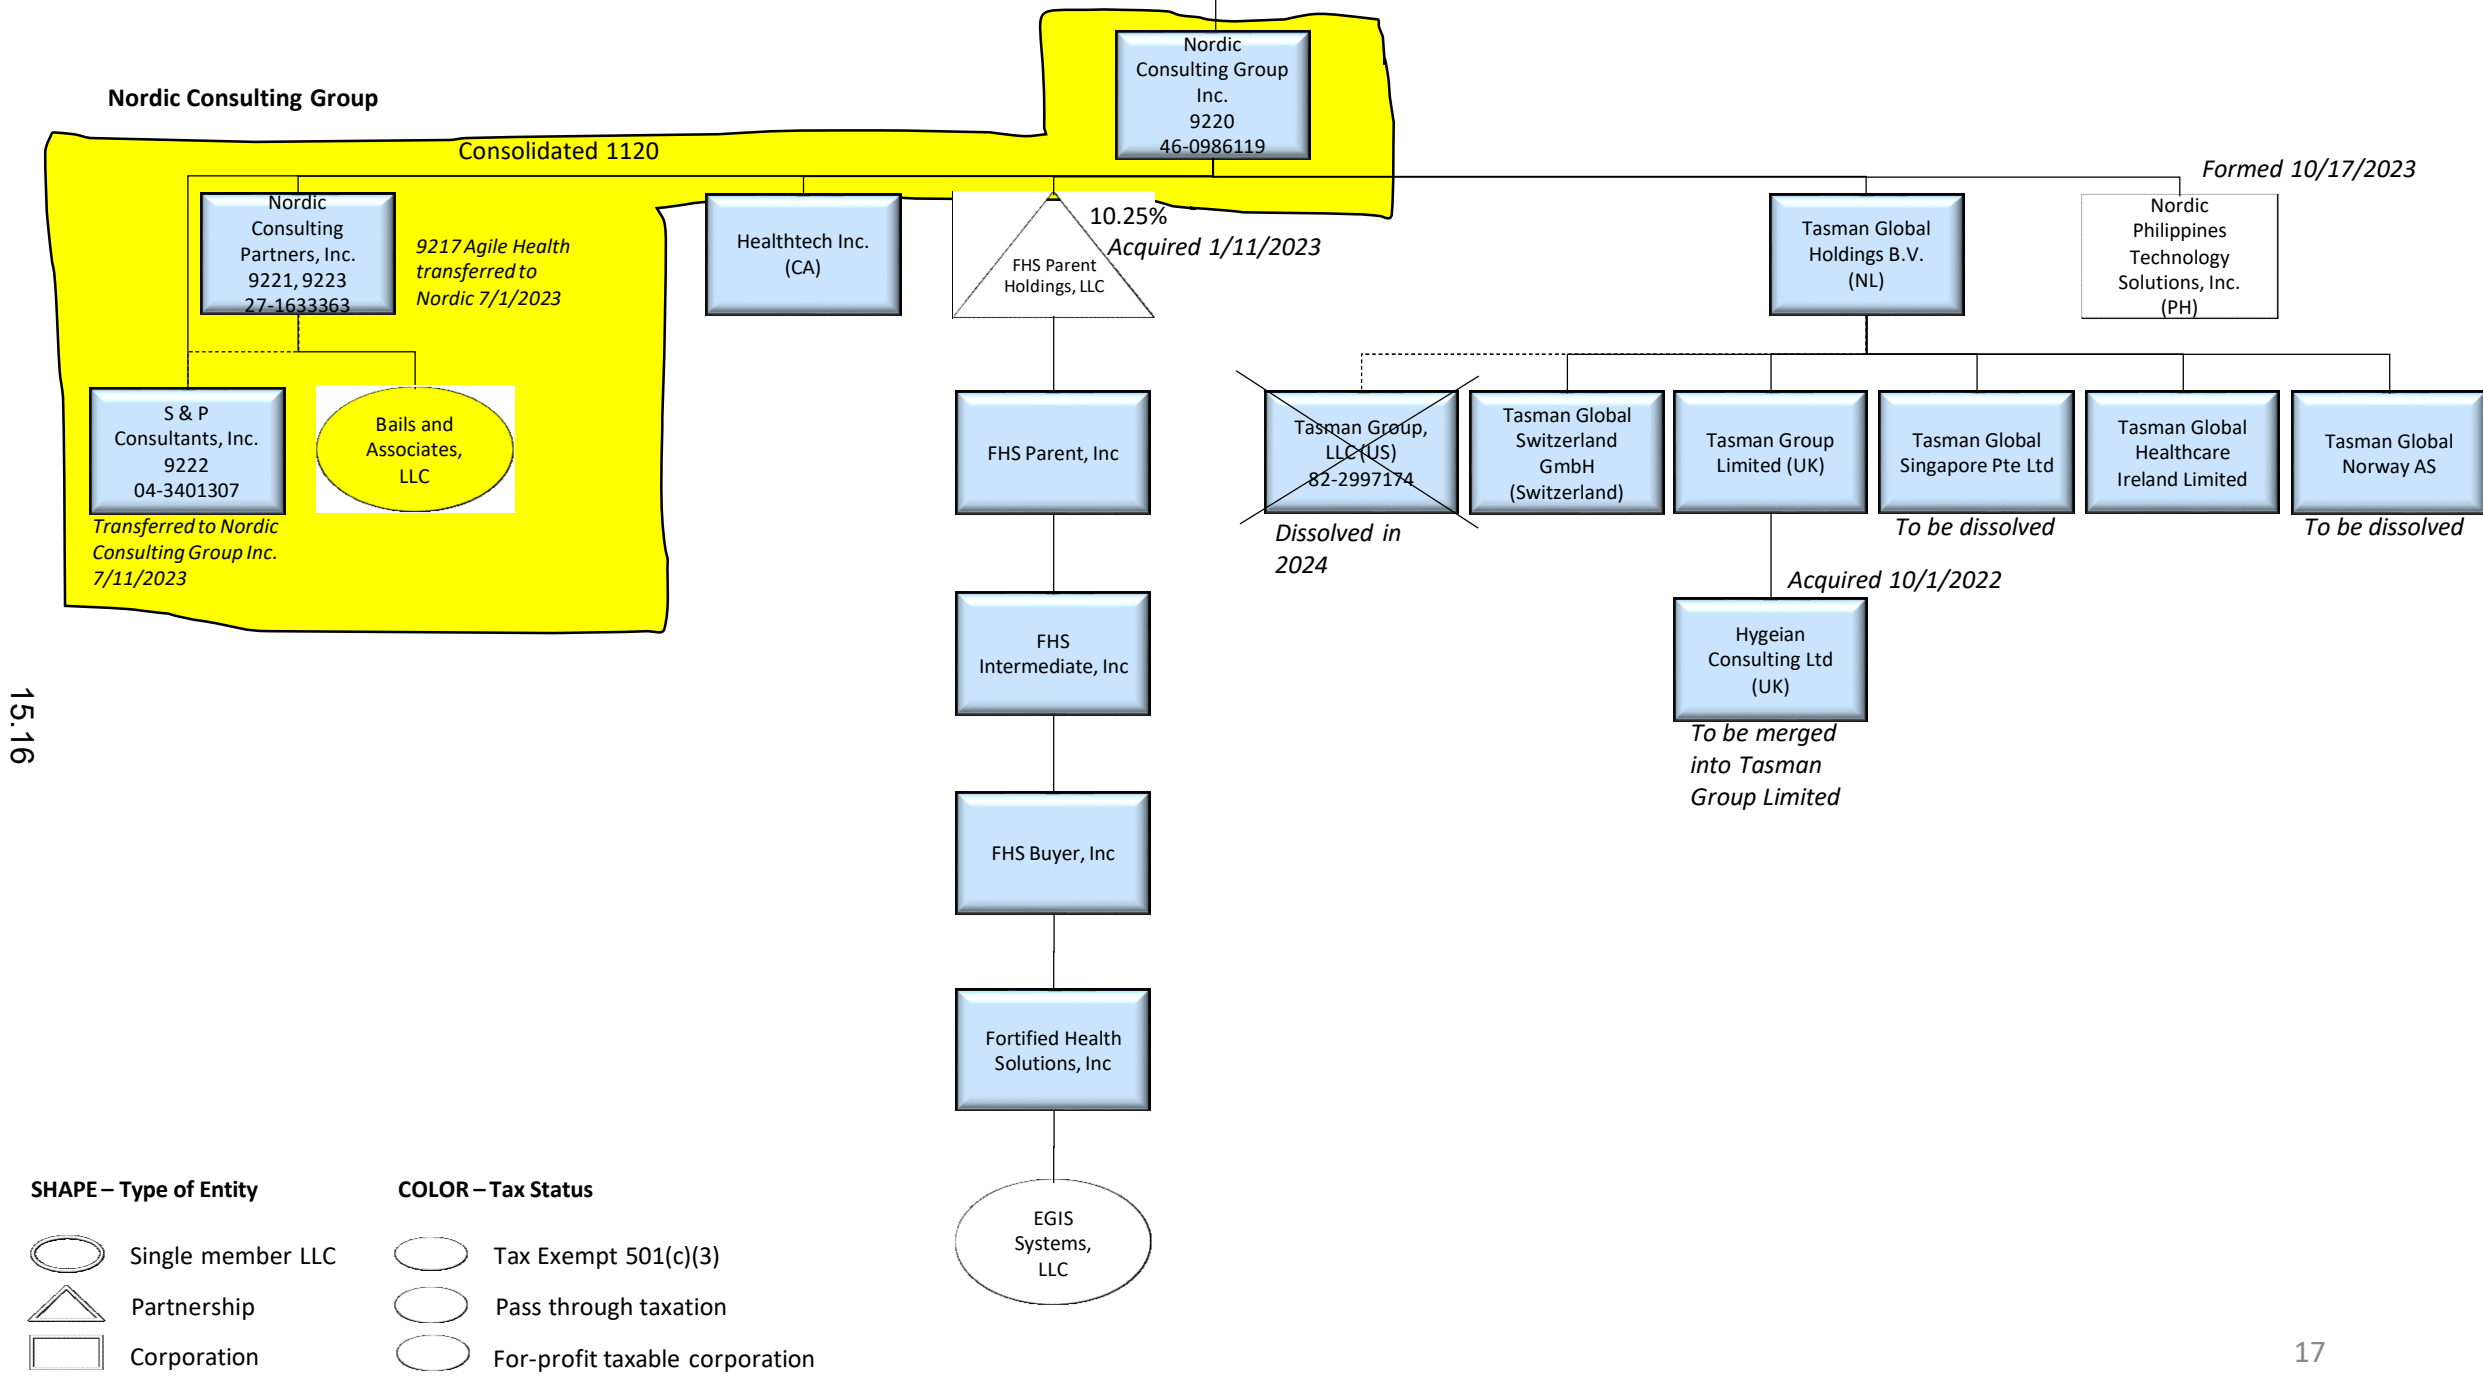 Nordic
Consulting Group
Inc.
9220
46-0986119
Nordic Consulting Group
Consolidated 1120
Formed 10/17/2023
Nordic
Consulting
Partners, Inc.
9221, 9223
27-1633363
9217 Agile Health
transferred to
Nordic 7/1/2023
Healthtech Inc.
(CA)
10.25%
Acquired 1/11/2023
FHS Parent
Holdings, LLC
Tasman Global
Holdings B.V.
(NL)
Nordic
Philippines
Technology
Solutions, Inc.
(PH)
S & P
Consultants, Inc.
9222
04-3401307
Transferred to Nordic
Consulting Group Inc.
7/11/2023
Bails and
Associates,
LLC
FHS Parent, Inc
Tasman Group,
LLC (US)
82-2997174
Dissolved in
2024
Tasman Global
Switzerland
GmbH
(Switzerland)
Tasman Group
Limited (UK)
Tasman Global
Singapore Pte Ltd
To be dissolved
Tasman Global
Healthcare
Ireland Limited
Tasman Global
Norway AS
To be dissolved
Acquired 10/1/2022
FHS
Intermediate, Inc
Hygeian
Consulting Ltd
(UK)
To be merged
into Tasman
Group Limited
15.16
FHS Buyer, Inc
Fortified Health
Solutions, Inc
EGIS
Systems,
LLC
SHAPE – Type of Entity
Single member LLC
Partnership
Corporation
COLOR – Tax Status
Tax Exempt 501(c)(3)
Pass through taxation
For-profit taxable corporation
17